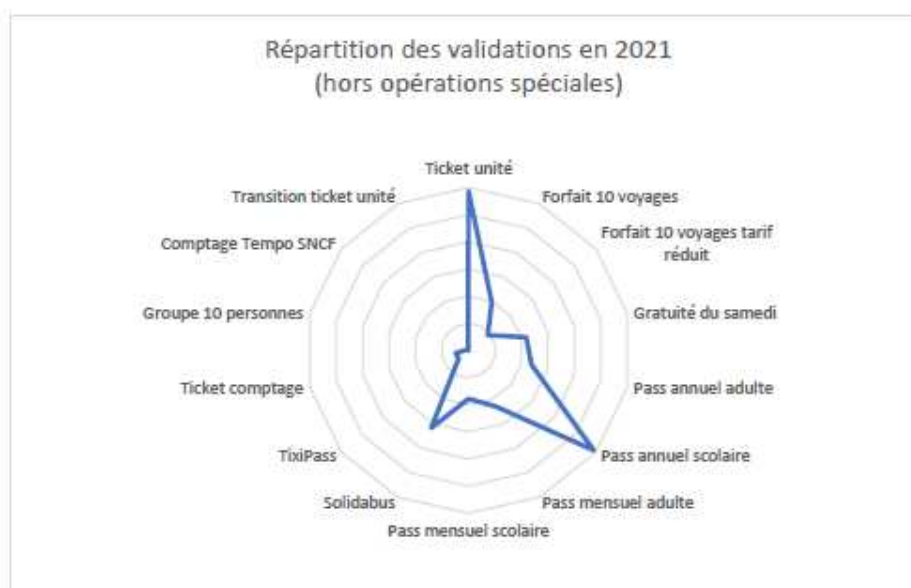 Répartition des validations en 2021
(hors opérations spéciales)
Ticket unité
Transition ticket unité
Forfait 10 voyages
Comptage Tempo SNCF
Forfait 10 voyages tarif
réduit
Groupe 10 personnes
Gratuité du samedi
Ticket comptage
Pass annuel adulte
TixiPass
Pass annuel scolaire
Solidabus
Pass mensuel adulte
Pass mensuel scolaire